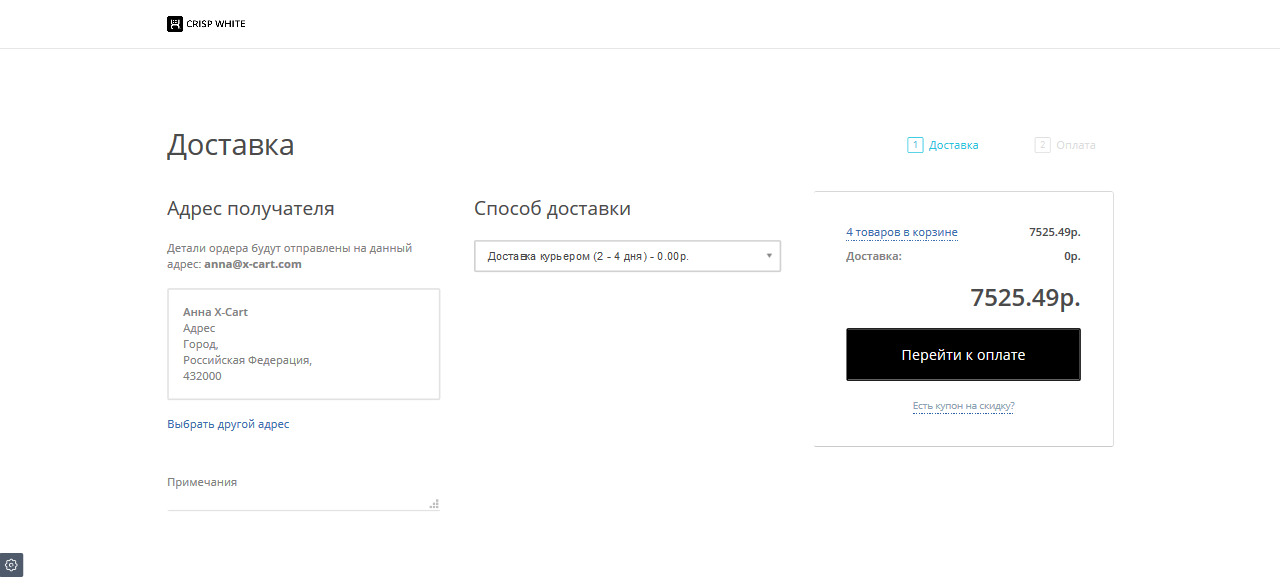 CRISP WHITE
Доставка
1 Доставка
2 Оплата
Адрес получателя
Детали ордера будут отправлены на данный
адрес: anna@x-cart.com
Анна X-Cart
Адрес
Город,
Российская Федерация,
432000
Выбрать другой адрес
Примечания
Способ доставки
Доставка курьером (2 - 4 дня) - 0.00р.
4 товаров в корзине 7525.49р.
Доставка: 0р.
7525.49р.
Перейти к оплате
Есть купон на скидку?